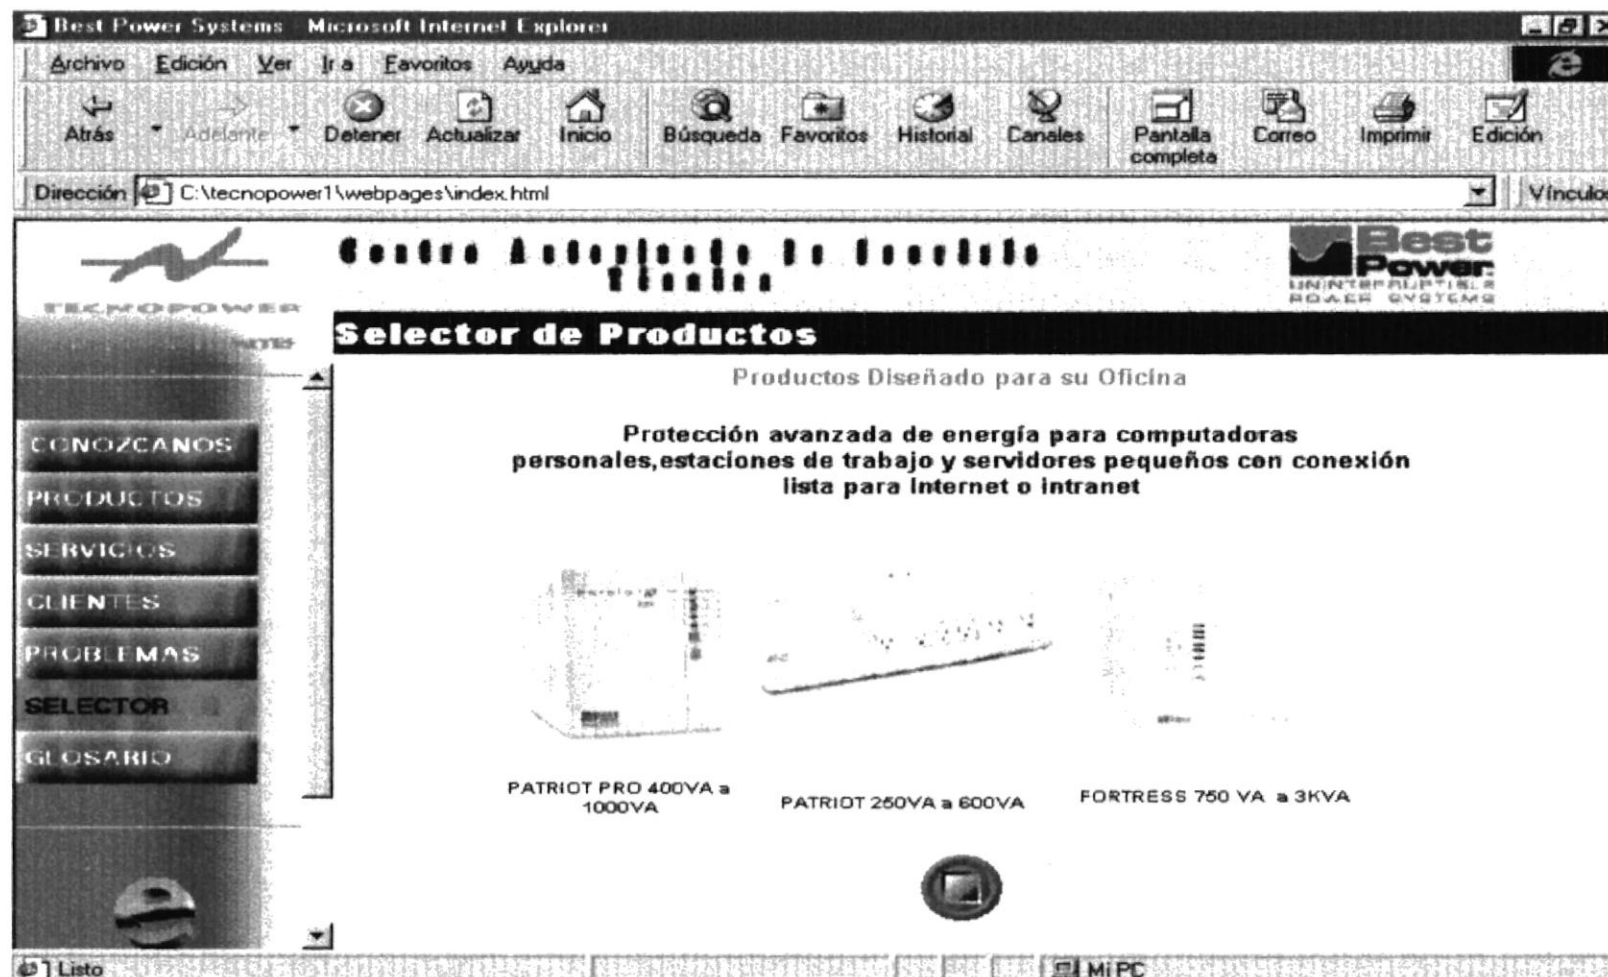 Best Power Systems - Microsoft Internet Explorer
Archivo Edición Ver Ir a Favoritos Ayuda
Atrás Adelante Detener Actualizar Inicio Búsqueda Favoritos Historial Canales Pantalla completa Correo Imprimir Edición
Dirección C:\tecnopower1\webpages\index.html Vínculos
TECNOPOWER
Best
Power
UNINTERRUPTIBLE
POWER SYSTEMS
Selector de Productos
Productos Diseñado para su Oficina
Protección avanzada de energía para computadoras
personales,estaciones de trabajo y servidores pequeños con conexión
lista para Internet o intranet
CONOZCANOS
PRODUCTOS
SERVICIOS
CLIENTES
PROBLEMAS
SELECTOR
GLOSARIO
PATRIOT PRO 400VA a
1000VA
PATRIOT 250VA a 600VA
FORTRESS 750 VA a 3KVA
Listo
Mi PC